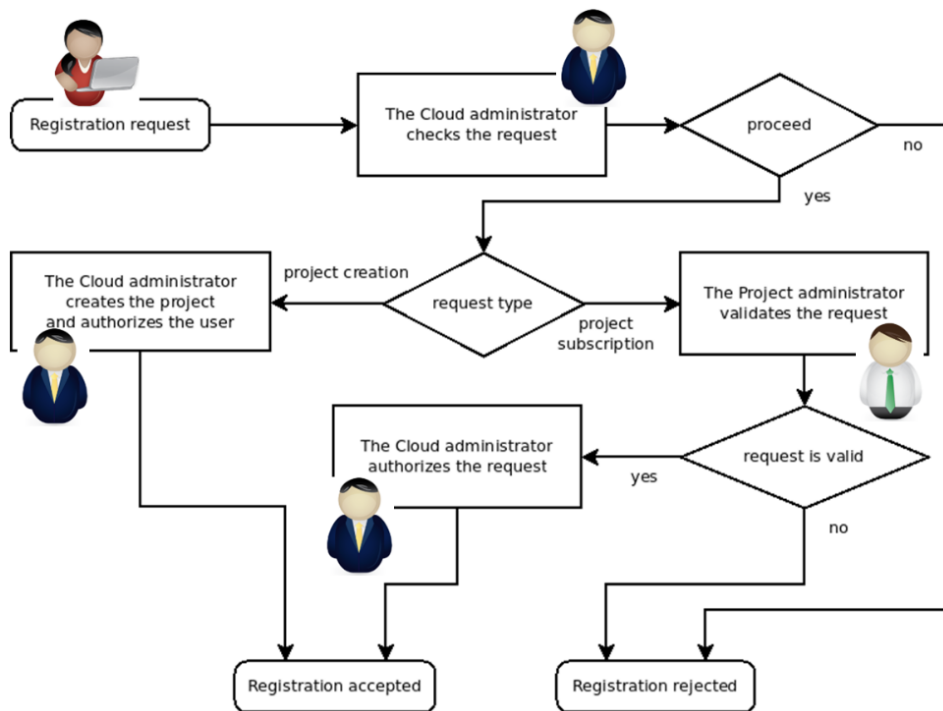 Registration request
The Cloud administrator
checks the request
proceed
no
yes
The Cloud administrator
creates the project
and authorizes the user
project creation
request type
project
subscription
The Project administrator
validates the request
The Cloud administrator
authorizes the request
yes
request is valid
no
Registration accepted
Registration rejected